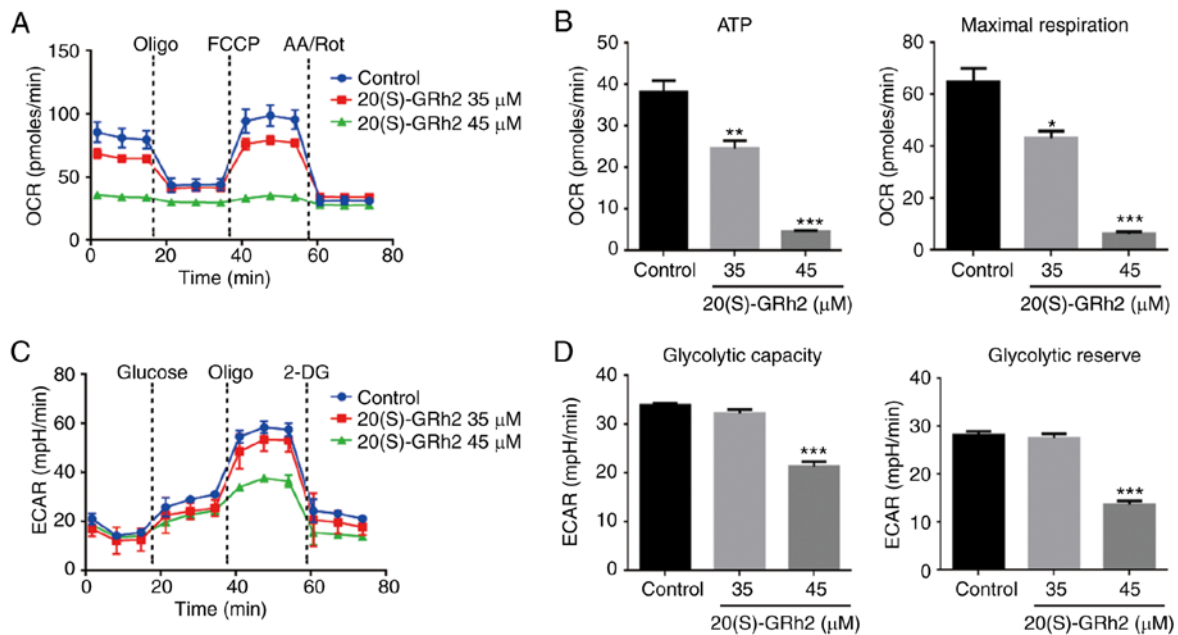 A
Oligo FCCP AA/Rot
150
100
50
0
OCR (pmoles/min)
0 20 40 60 80
Time (min)
Control
20(S)-GRh2 35 μM
20(S)-GRh2 45 μM
B
ATP
40
30
20
10
0
OCR (pmoles/min)
**
***
Control 35 45
20(S)-GRh2 (μM)
Maximal respiration
80
60
40
20
0
OCR (pmoles/min)
*
***
Control 35 45
20(S)-GRh2 (μM)
C
Glucose Oligo 2-DG
80
60
40
20
0
ECAR (mpH/min)
0 20 40 60 80
Time (min)
Control
20(S)-GRh2 35 μM
20(S)-GRh2 45 μM
D
Glycolytic capacity
40
30
20
10
0
ECAR (mpH/min)
***
Control 35 45
20(S)-GRh2 (μM)
Glycolytic reserve
40
30
20
10
0
ECAR (mpH/min)
***
Control 35 45
20(S)-GRh2 (μM)